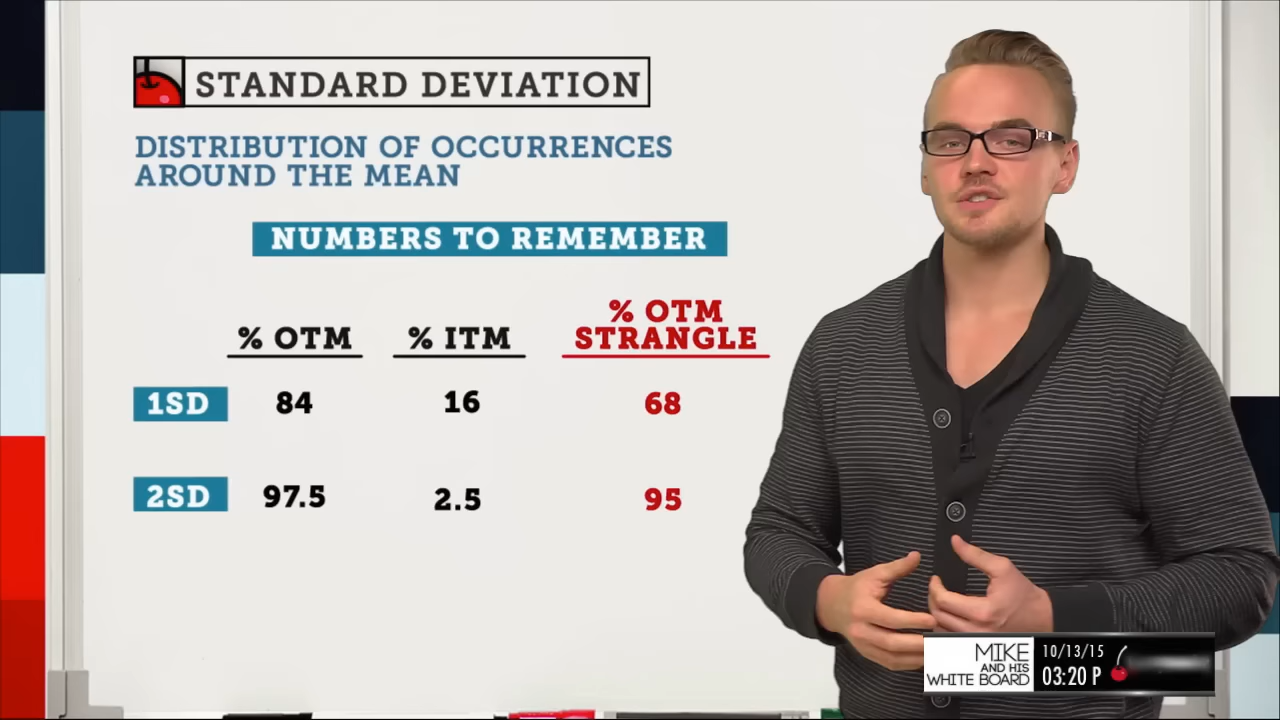 STANDARD DEVIATION
DISTRIBUTION OF OCCURRENCES
AROUND THE MEAN
NUMBERS TO REMEMBER
% OTM % ITM % OTM
STRANGLE
1SD 84 16 68
2SD 97.5 2.5 95
MIKE
AND HIS
WHITE BOARD
10/13/15
03:20 P